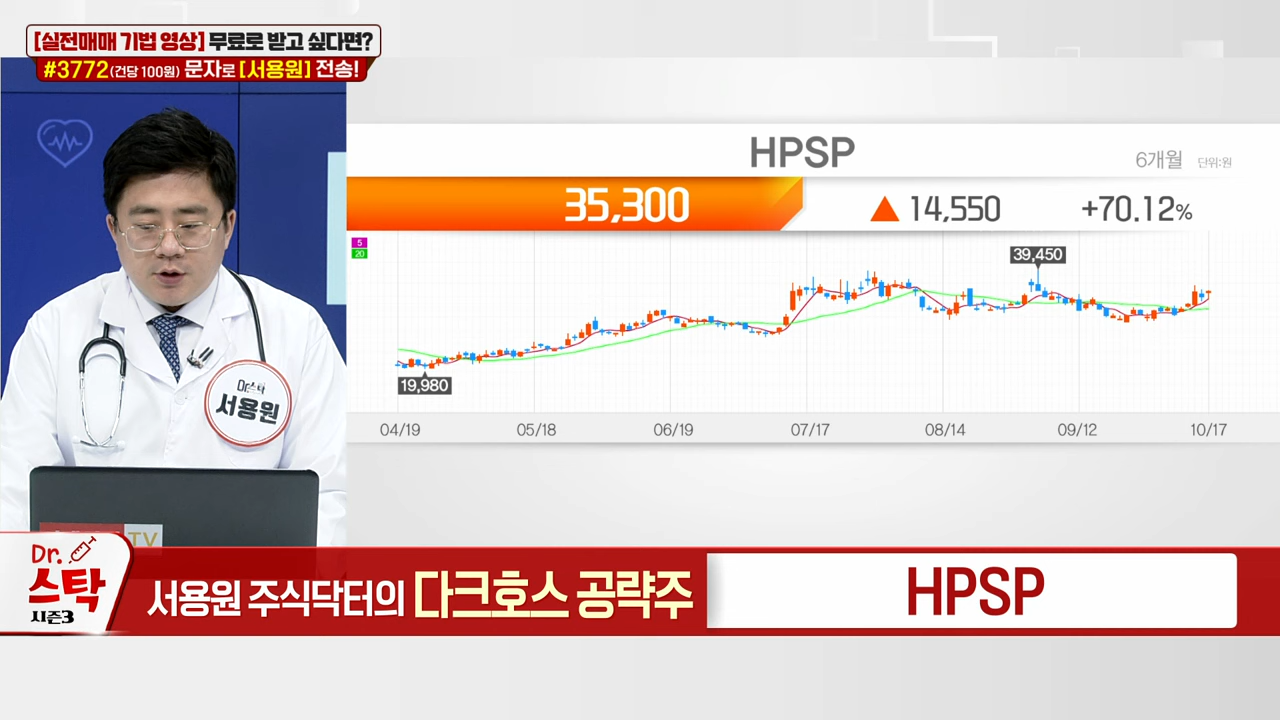 [실전매매 기법 영상] 무료로 받고 싶다면?
#3772(건당 100원) 문자로 [서용원] 전송!
HPSP
6개월 단위:원
35,300 ▲ 14,550 +70.12%
5
20
39,450
19,980
04/19 05/18 06/19 07/17 08/14 09/12 10/17
Dr.스탁
서용원
TV
Dr.
스탁
시즌3
서용원 주식닥터의 다크호스 공략주
HPSP